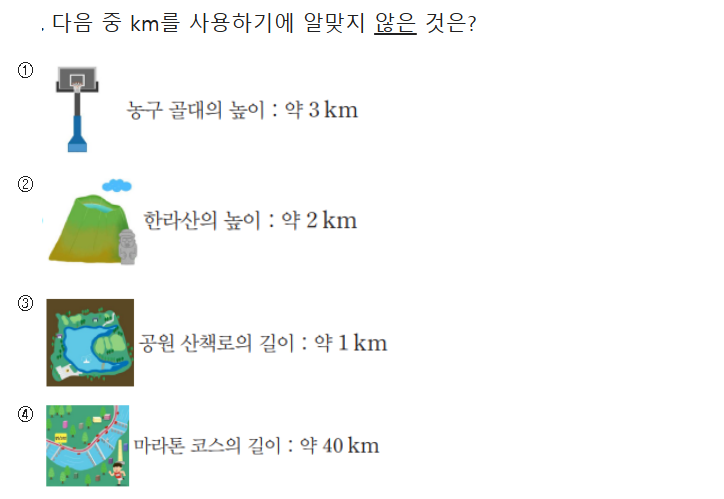 . 다음 중 km를 사용하기에 알맞지 않은 것은?
① 농구 골대의 높이 : 약 3 km
② 한라산의 높이 : 약 2 km
③ 공원 산책로의 길이 : 약 1 km
④ 마라톤 코스의 길이 : 약 40 km